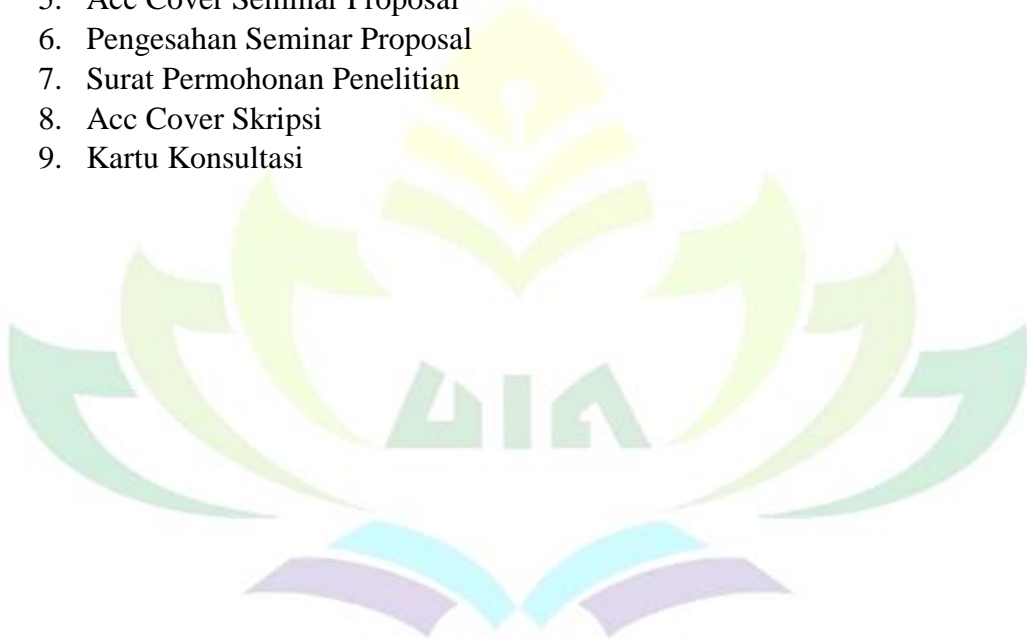 5. Acc Cover Seminar Proposal
6. Pengesahan Seminar Proposal
7. Surat Permohonan Penelitian
8. Acc Cover Skripsi
9. Kartu Konsultasi
UIN